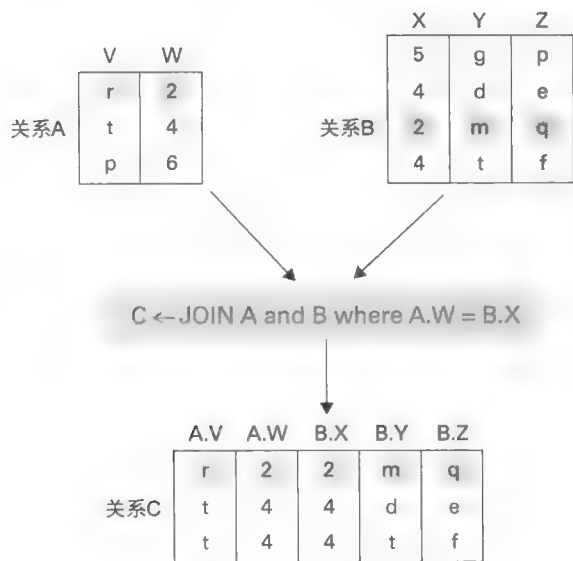 V W
r 2
关系A t 4
p 6
X Y Z
5 g p
4 d e
关系B 2 m q
4 t f
C ← JOIN A and B where A.W = B.X
A.V A.W B.X B.Y B.Z
r 2 2 m q
关系C t 4 4 d e
t 4 4 t f